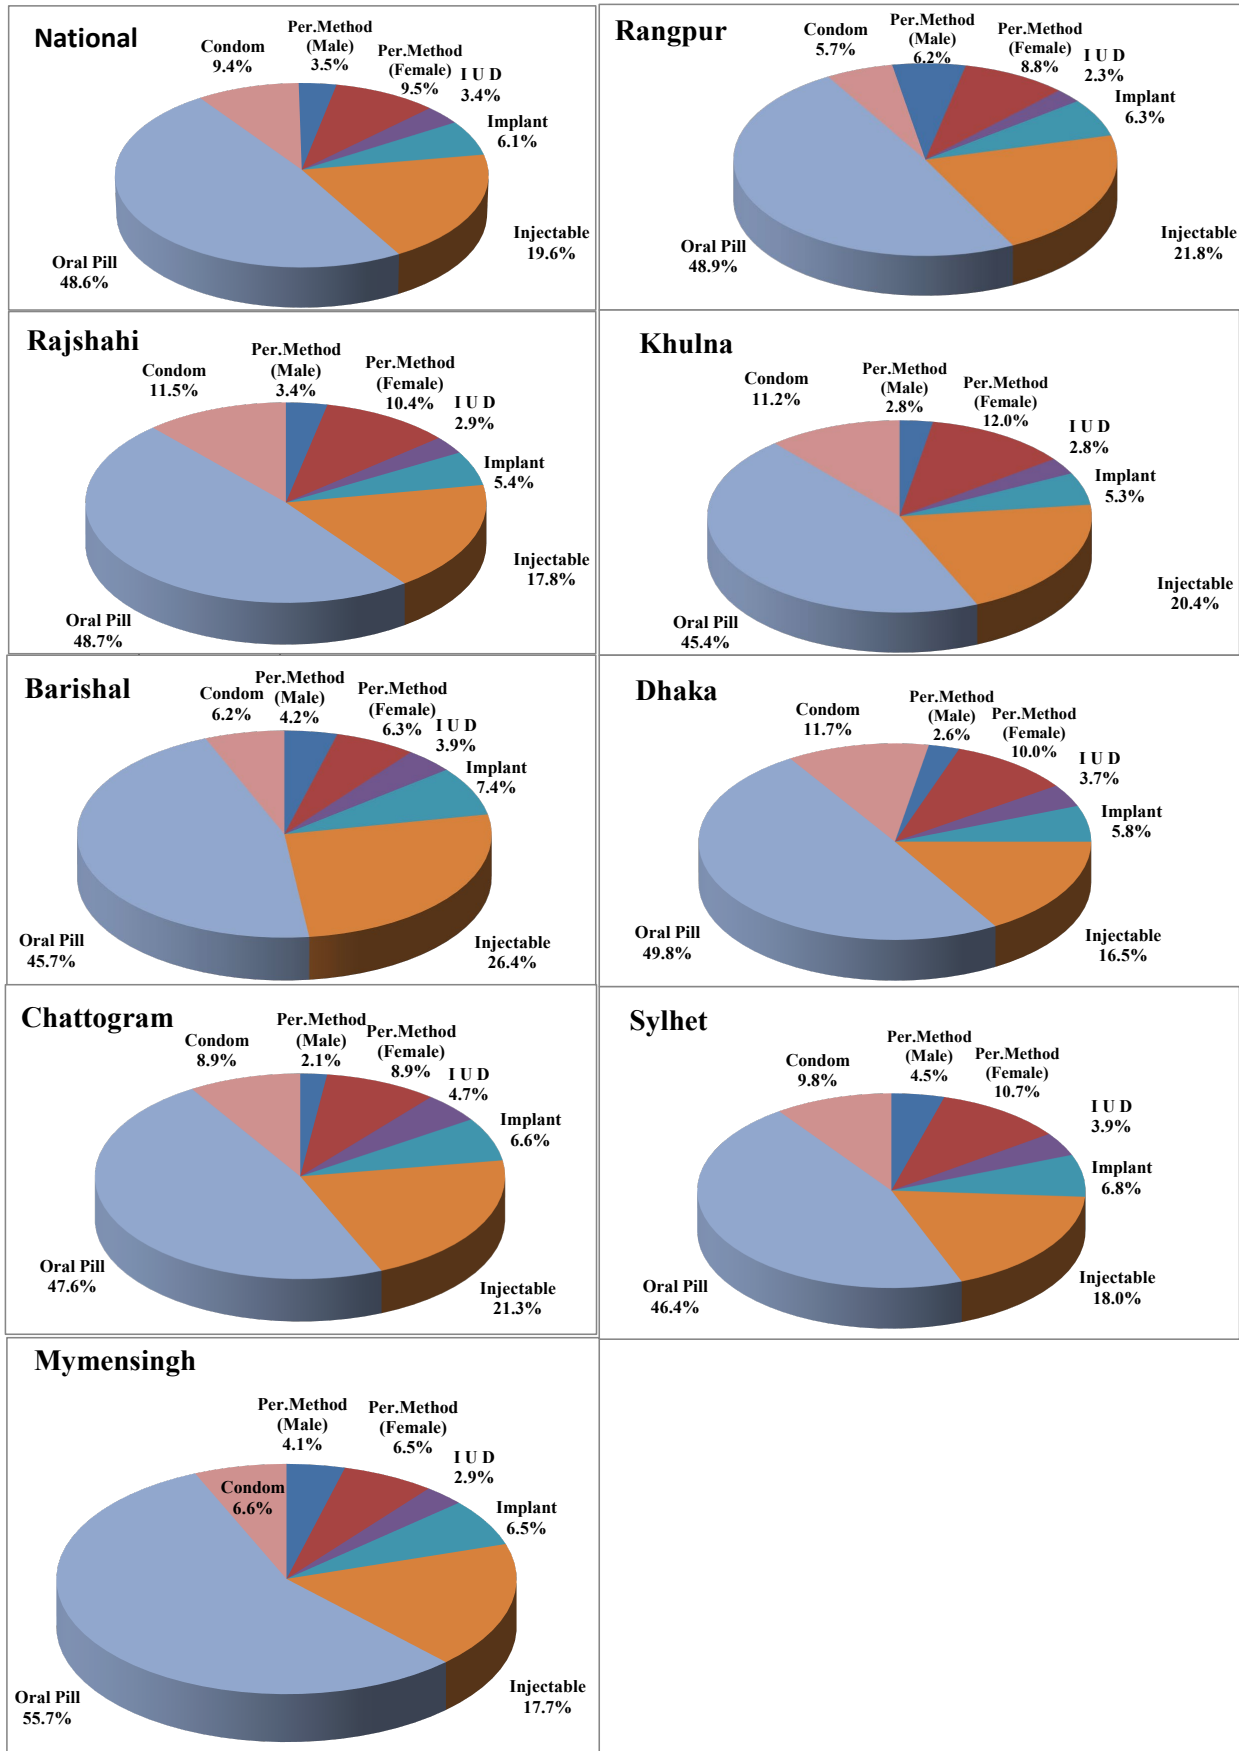 National
Condom
9.4%
Per.Method
(Male)
3.5%
Per.Method
(Female)
9.5%
I U D
3.4%
Implant
6.1%
Injectable
19.6%
Oral Pill
48.6%
Rangpur
Condom
5.7%
Per.Method
(Male)
6.2%
Per.Method
(Female)
8.8%
I U D
2.3%
Implant
6.3%
Injectable
21.8%
Oral Pill
48.9%
Rajshahi
Condom
11.5%
Per.Method
(Male)
3.4%
Per.Method
(Female)
10.4%
I U D
2.9%
Implant
5.4%
Injectable
17.8%
Oral Pill
48.7%
Khulna
Condom
11.2%
Per.Method
(Male)
2.8%
Per.Method
(Female)
12.0%
I U D
2.8%
Implant
5.3%
Injectable
20.4%
Oral Pill
45.4%
Barishal
Condom
6.2%
Per.Method
(Male)
4.2%
Per.Method
(Female)
6.3%
I U D
3.9%
Implant
7.4%
Injectable
26.4%
Oral Pill
45.7%
Dhaka
Condom
11.7%
Per.Method
(Male)
2.6%
Per.Method
(Female)
10.0%
I U D
3.7%
Implant
5.8%
Injectable
16.5%
Oral Pill
49.8%
Chattogram
Condom
8.9%
Per.Method
(Male)
2.1%
Per.Method
(Female)
8.9%
I U D
4.7%
Implant
6.6%
Injectable
21.3%
Oral Pill
47.6%
Sylhet
Condom
9.8%
Per.Method
(Male)
4.5%
Per.Method
(Female)
10.7%
I U D
3.9%
Implant
6.8%
Injectable
18.0%
Oral Pill
46.4%
Mymensingh
Condom
6.6%
Per.Method
(Male)
4.1%
Per.Method
(Female)
6.5%
I U D
2.9%
Implant
6.5%
Injectable
17.7%
Oral Pill
55.7%